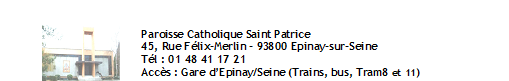 Paroisse Catholique Saint Patrice
45, Rue Félix-Merlin - 93800 Epinay-sur-Seine
Tél : 01 48 41 17 21
Accès : Gare d'Epinay/Seine (Trains, bus, Tram8 et 11)